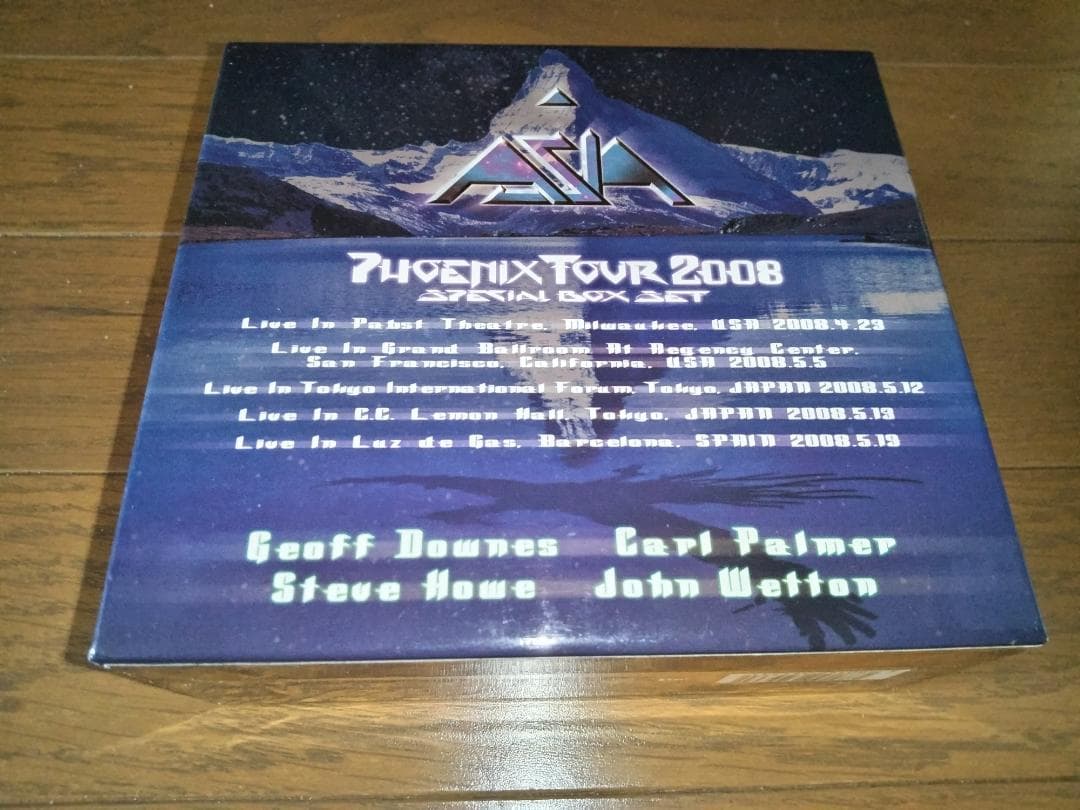 ASIA
Phoenix Tour 2008
Special Box Set
Live In Pabst Theatre, Milwaukee, USA 2008.4.29
Live In Grand Ballroom At Regency Center,
San Francisco, California, USA 2008.5.5
Live In Tokyo International Forum, Tokyo, JAPAN 2008.5.12
Live In C.C. Lemon Hall, Tokyo, JAPAN 2008.5.13
Live In Luz de Gas, Barcelona, SPAIN 2008.5.19
Geoff Downes Carl Palmer
Steve Howe John Wetton